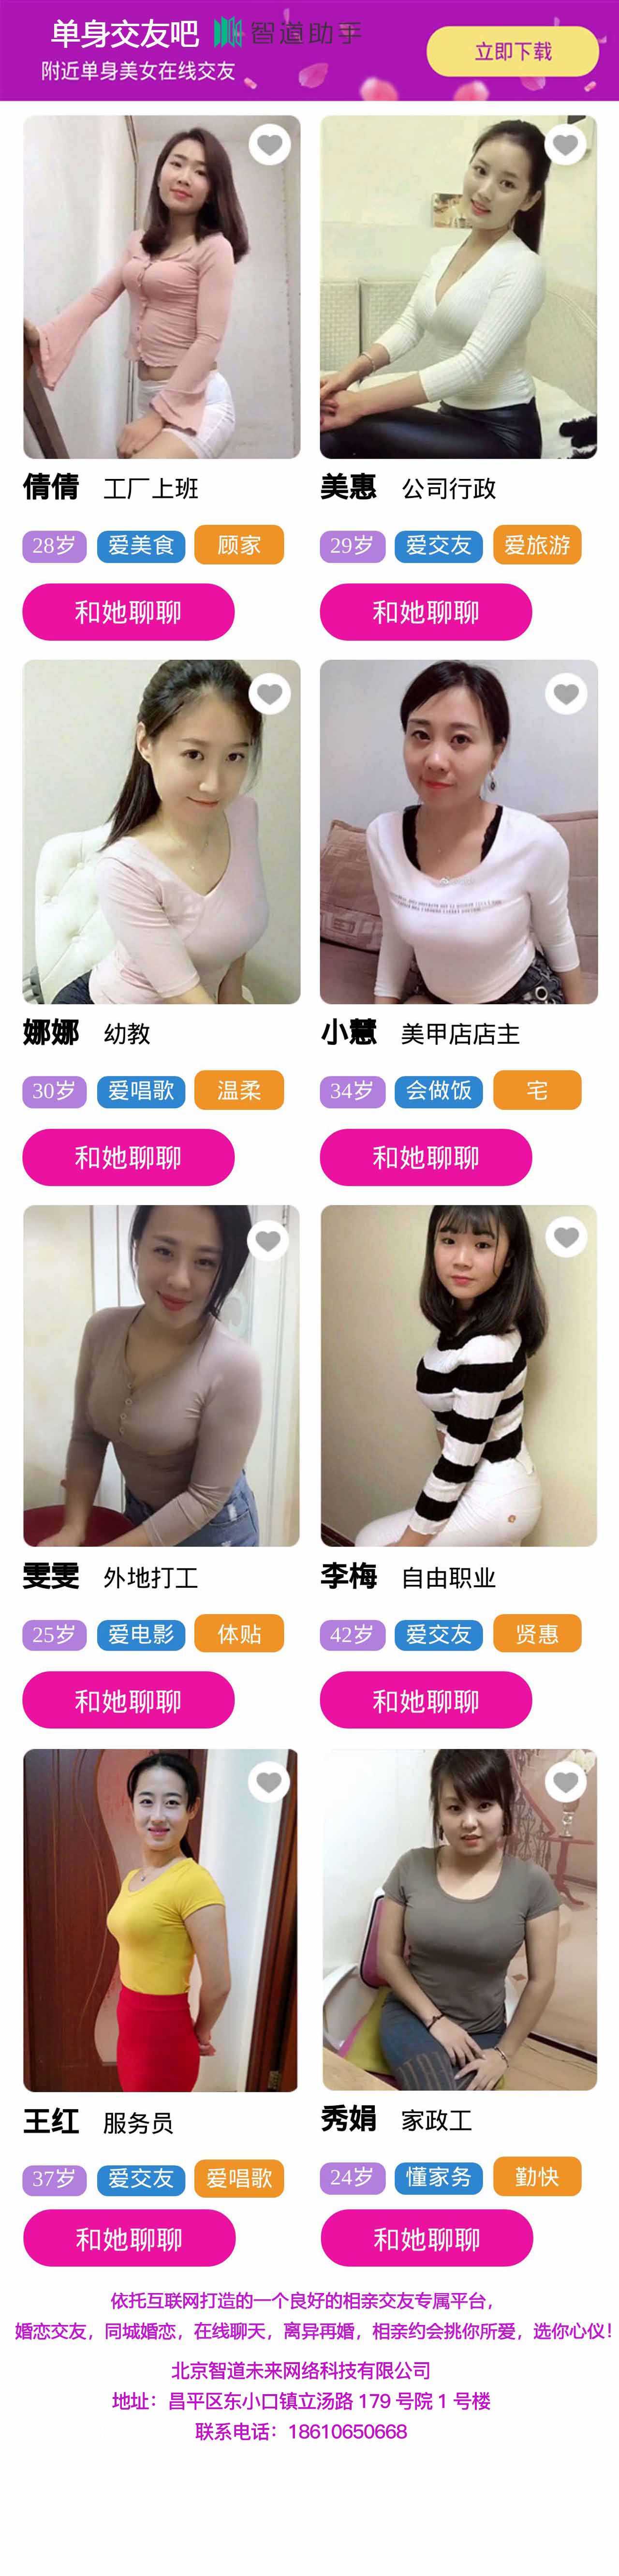 单身交友吧 智道助手
附近单身美女在线交友
立即下载
倩倩 工厂上班
美惠 公司行政
28岁 爱美食 顾家
29岁 爱交友 爱旅游
和她聊聊
和她聊聊
娜娜 幼教
小慧 美甲店店主
30岁 爱唱歌 温柔
34岁 会做饭 宅
和她聊聊
和她聊聊
雯雯 外地打工
李梅 自由职业
25岁 爱电影 体贴
42岁 爱交友 贤惠
和她聊聊
和她聊聊
王红 服务员
秀娟 家政工
37岁 爱交友 爱唱歌
24岁 懂家务 勤快
和她聊聊
和她聊聊
依托互联网打造的一个良好的相亲交友专属平台，
婚恋交友，同城婚恋，在线聊天，离异再婚，相亲约会挑你所爱，选你心仪！
北京智道未来网络科技有限公司
地址：昌平区东小口镇立汤路 179 号院 1 号楼
联系电话：18610650668